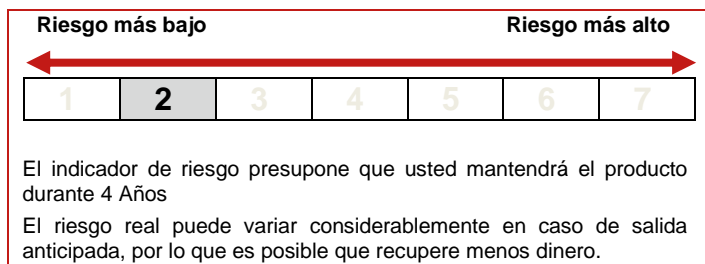 Riesgo más bajo Riesgo más alto
1 2 3 4 5 6 7
El indicador de riesgo presupone que usted mantendrá el producto
durante 4 Años
El riesgo real puede variar considerablemente en caso de salida
anticipada, por lo que es posible que recupere menos dinero.